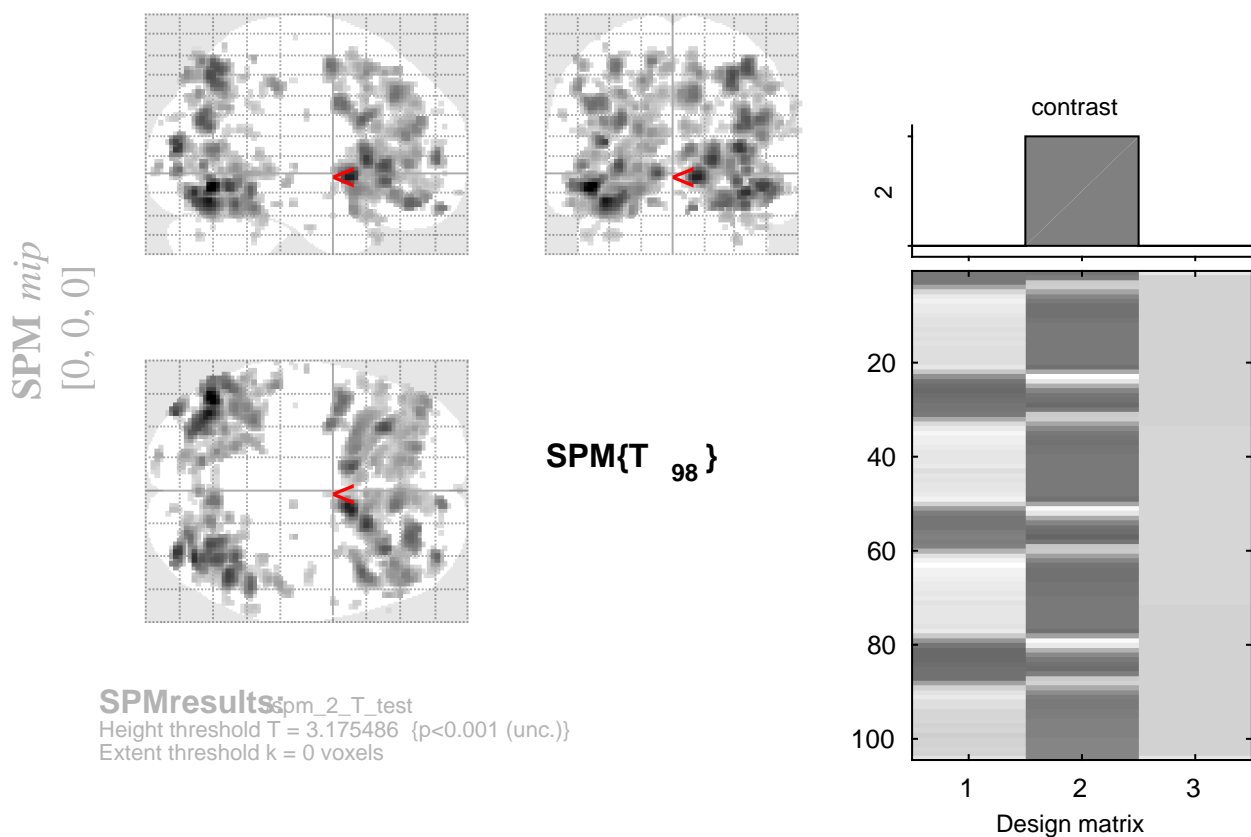 SPM mip
[0, 0, 0]
<
<
<
SPM{T 98}
SPMresults: .\spm_2_T_test
Height threshold T = 3.175486 {p<0.001 (unc.)}
Extent threshold k = 0 voxels
contrast
2
20
40
60
80
100
1 2 3
Design matrix